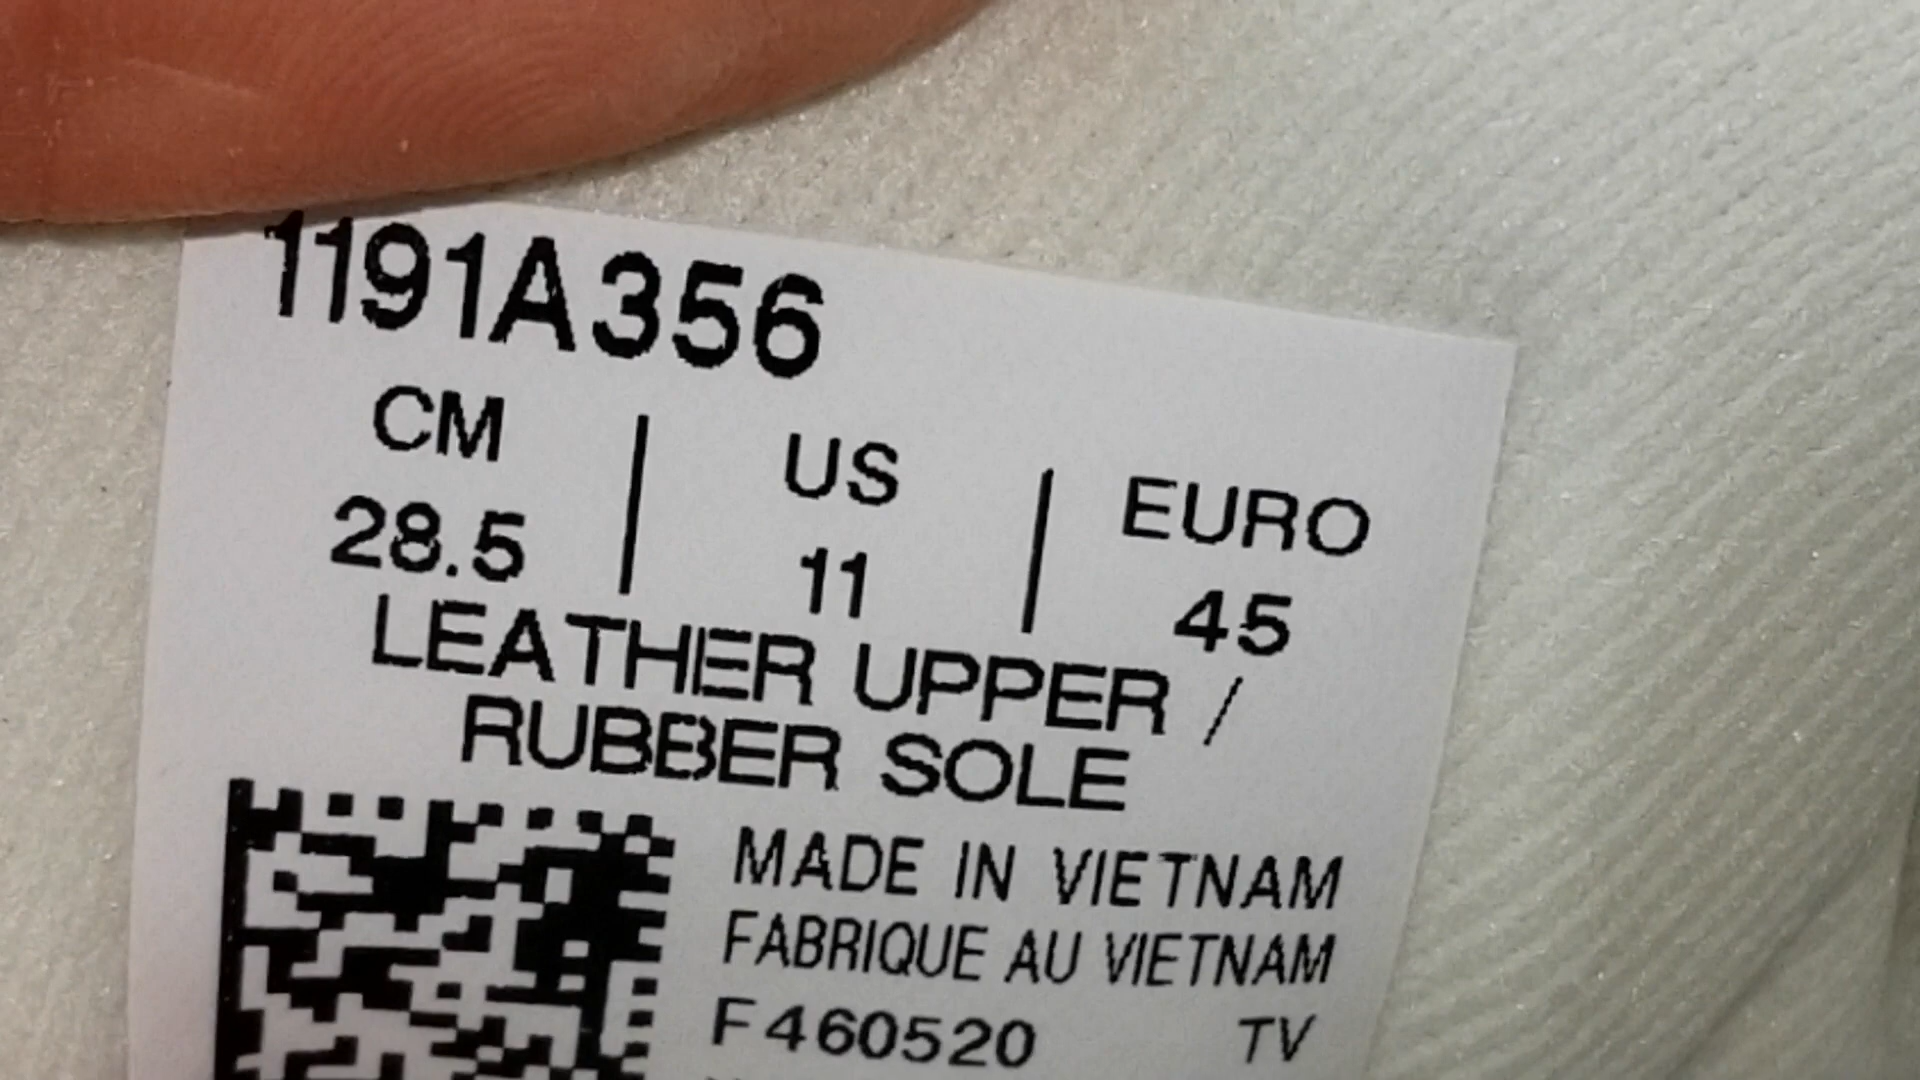 1191A356
CM | US | EURO
28.5 | 11 | 45
LEATHER UPPER /
RUBBER SOLE
MADE IN VIETNAM
FABRIQUE AU VIETNAM
F460520 TV